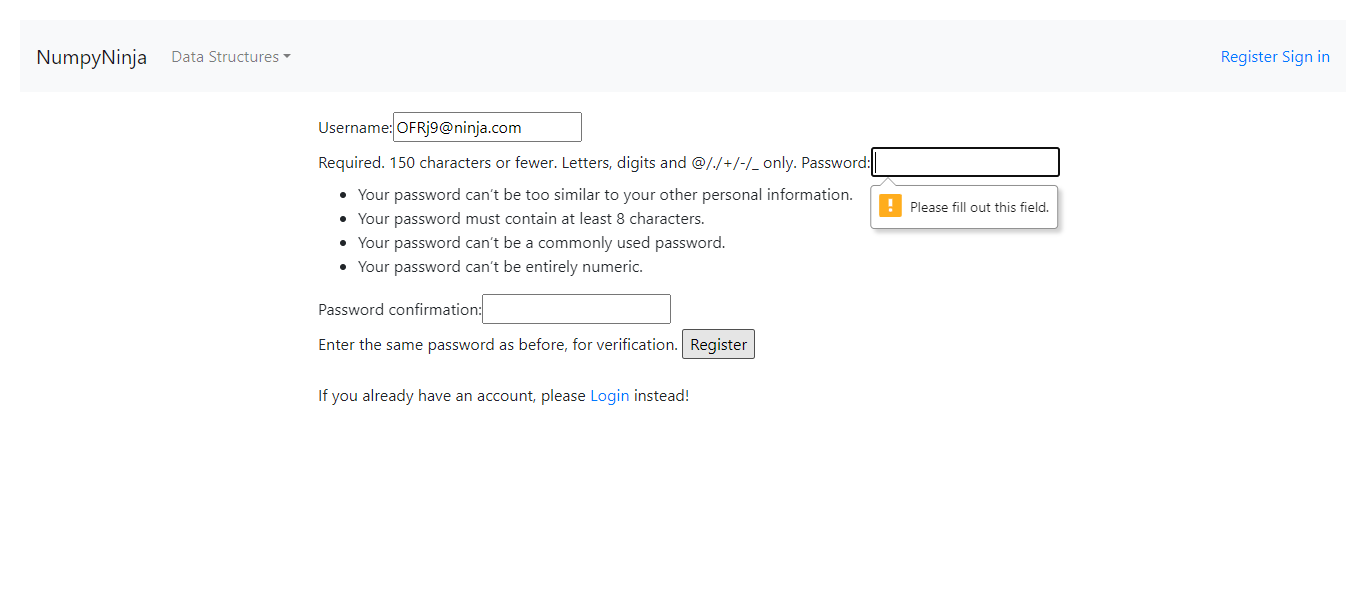 NumpyNinja Data Structures Register Sign in
Username: OFRj9@ninja.com
Required. 150 characters or fewer. Letters, digits and @/./+/-/_ only. Password:
Please fill out this field.
Your password can’t be too similar to your other personal information.
Your password must contain at least 8 characters.
Your password can’t be a commonly used password.
Your password can’t be entirely numeric.
Password confirmation:
Enter the same password as before, for verification. Register
If you already have an account, please Login instead!